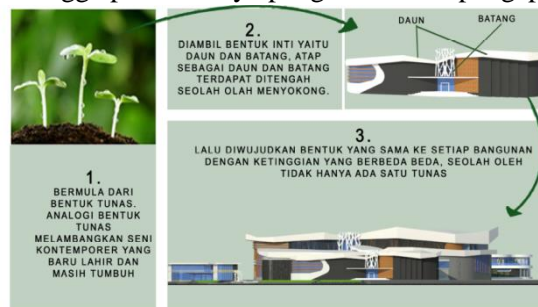 1.
BERMULA DARI
BENTUK TUNAS.
ANALOGI BENTUK
TUNAS
MELAMBANGKAN SENI
KONTEMPORER YANG
BARU LAHIR DAN
MASIH TUMBUH
2.
DIAMBIL BENTUK INTI YAITU
DAUN DAN BATANG, ATAP
SEBAGAI DAUN DAN BATANG
TERDAPAT DITENGAH
SEOLAH OLAH MENYOKONG.
DAUN
BATANG
3.
LALU DIWUJUDKAN BENTUK YANG SAMA KE SETIAP BANGUNAN
DENGAN KETINGGIAN YANG BERBEDA BEDA, SEOLAH OLEH
TIDAK HANYA ADA SATU TUNAS